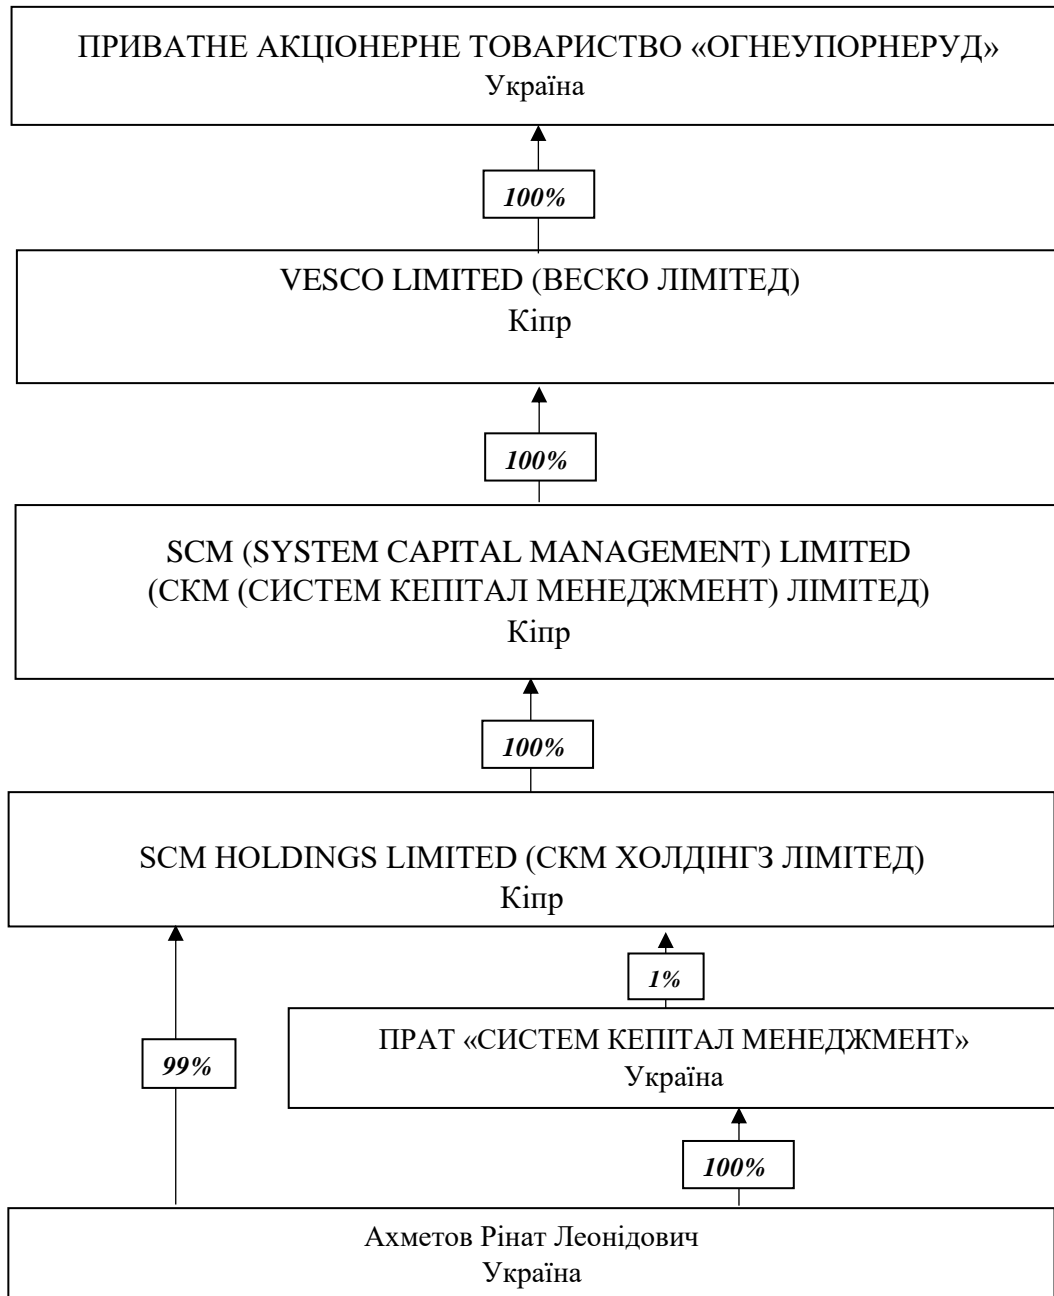 ПРИВАТНЕ АКЦІОНЕРНЕ ТОВАРИСТВО «ОГНЕУПОРНЕРУД»
Україна
100%
VESCO LIMITED (ВЕСКО ЛІМІТЕД)
Кіпр
100%
SCM (SYSTEM CAPITAL MANAGEMENT) LIMITED
(СКМ (СИСТЕМ КЕПІТАЛ МЕНЕДЖМЕНТ) ЛІМІТЕД)
Кіпр
100%
SCM HOLDINGS LIMITED (СКМ ХОЛДІНГЗ ЛІМІТЕД)
Кіпр
1%
ПРАТ «СИСТЕМ КЕПІТАЛ МЕНЕДЖМЕНТ»
Україна
99%
100%
Ахметов Рінат Леонідович
Україна